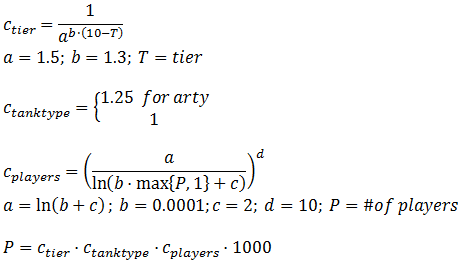 c_tier = 1 / a^(b·(10−T))
a = 1.5; b = 1.3; T = tier
c_tanktype = {1.25 for arty
1
c_players = (a / ln(b · max{P, 1} + c))^d
a = ln(b + c) ; b = 0.0001; c = 2; d = 10; P = #of players
P = c_tier · c_tanktype · c_players · 1000